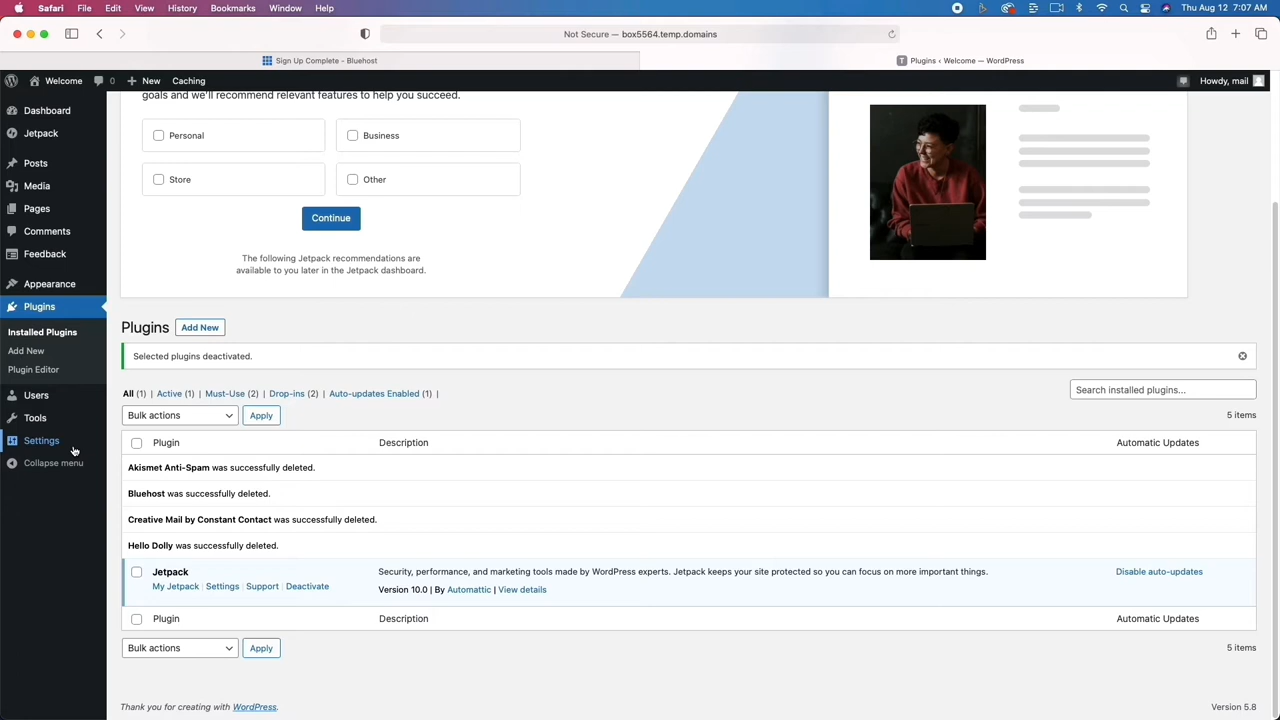 Safari File Edit View History Bookmarks Window Help Thu Aug 12 7:07 AM
Not Secure — box5564.temp.domains
Sign Up Complete - Bluehost
T Plugins ‹ Welcome — WordPress
Welcome 0 New Caching Howdy, mail
goals and we'll recommend relevant features to help you succeed.
Personal Business
Store Other
Continue
The following Jetpack recommendations are
available to you later in the Jetpack dashboard.
Dashboard
Jetpack
Posts
Media
Pages
Comments
Feedback
Appearance
Plugins
Installed Plugins
Add New
Plugin Editor
Users
Tools
Settings
Collapse menu
Plugins Add New
Selected plugins deactivated.
All (1) | Active (1) | Must-Use (2) | Drop-ins (2) | Auto-updates Enabled (1) |
Search installed plugins...
Bulk actions Apply
5 items
Plugin Description Automatic Updates
Akismet Anti-Spam was successfully deleted.
Bluehost was successfully deleted.
Creative Mail by Constant Contact was successfully deleted.
Hello Dolly was successfully deleted.
Jetpack Security, performance, and marketing tools made by WordPress experts. Jetpack keeps your site protected so you can focus on more important things. Disable auto-updates
My Jetpack | Settings | Support | Deactivate Version 10.0 | By Automattic | View details
Plugin Description Automatic Updates
Bulk actions Apply 5 items
Thank you for creating with WordPress. Version 5.8